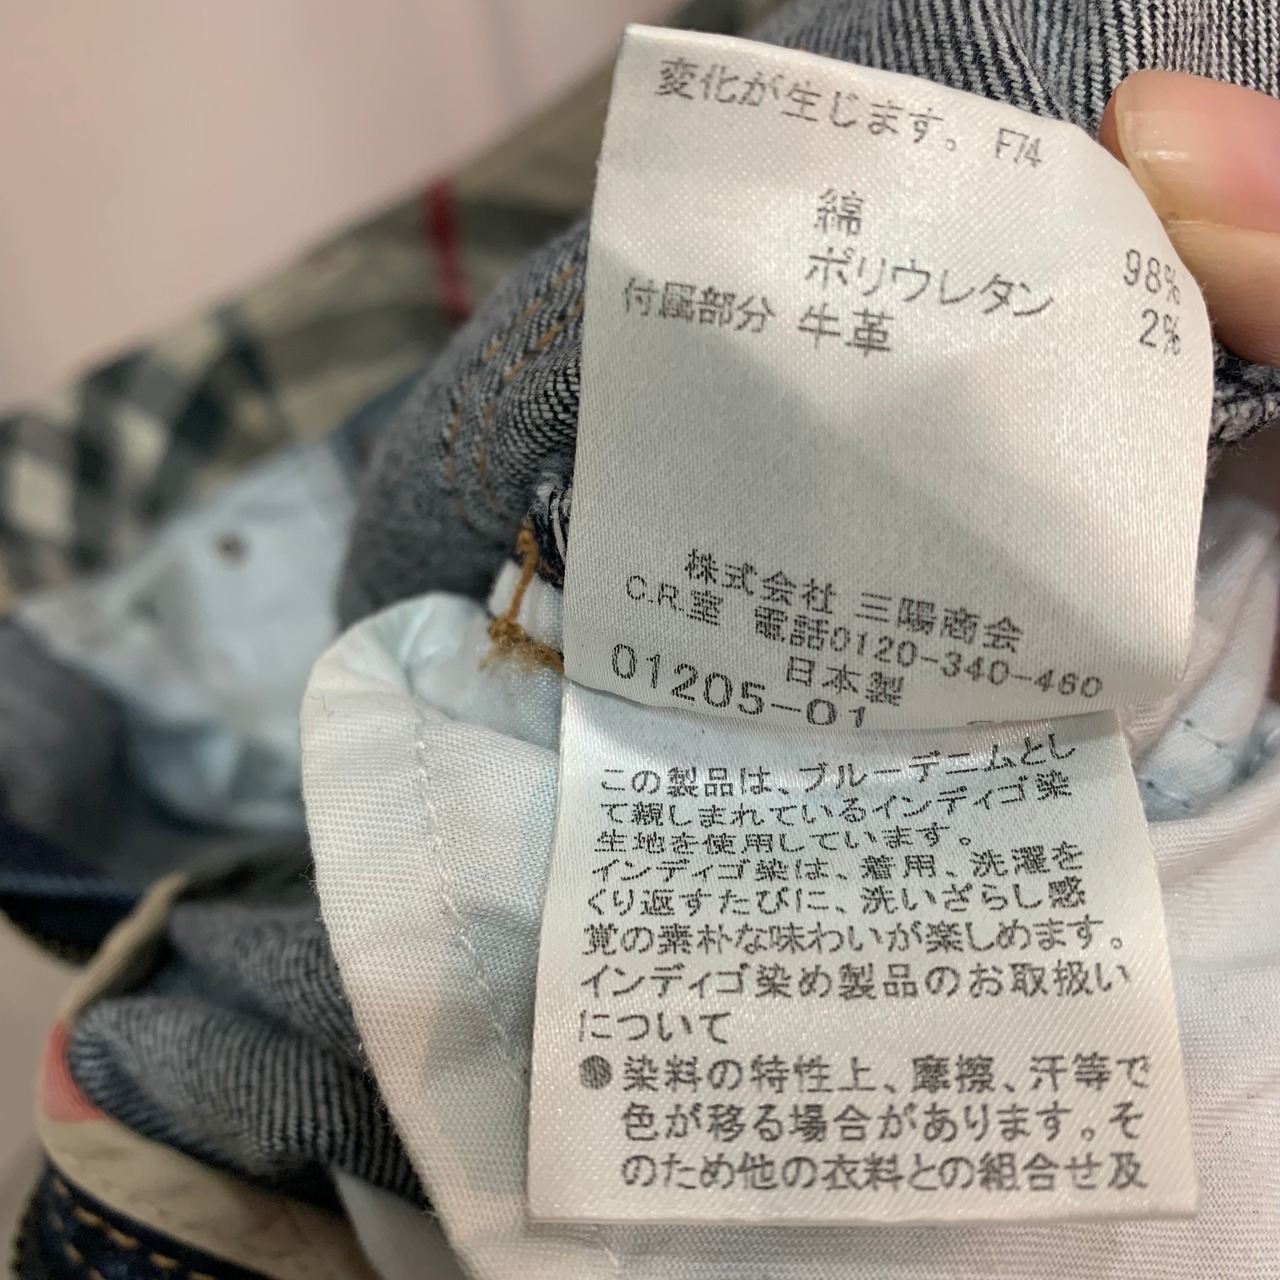 変化が生じます。 F74
綿 98%
ポリウレタン 2%
付属部分 牛革
株式会社 三陽商会
C.R.室 電話0120-340-460
日本製
01205-01
この製品は、ブルーデニムとし
て親しまれているインディゴ染
生地を使用しています。
インディゴ染は、着用、洗濯を
くり返すたびに、洗いざらし感
覚の素朴な味わいが楽しめます。
インディゴ染め製品のお取扱い
について
●染料の特性上、摩擦、汗等で
色が移る場合があります。そ
のため他の衣料との組合せ及